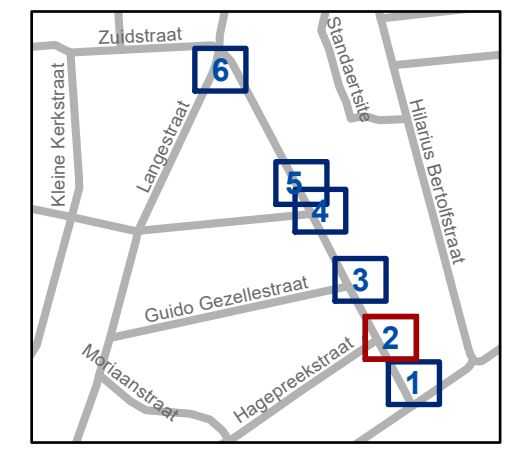 Zuidstraat
Standaertsite
6
Kleine Kerkstraat
Langestraat
Hilarius Bertolfstraat
5
4
3
Guido Gezellestraat
2
Moriaanstraat
Hagepreekstraat
1